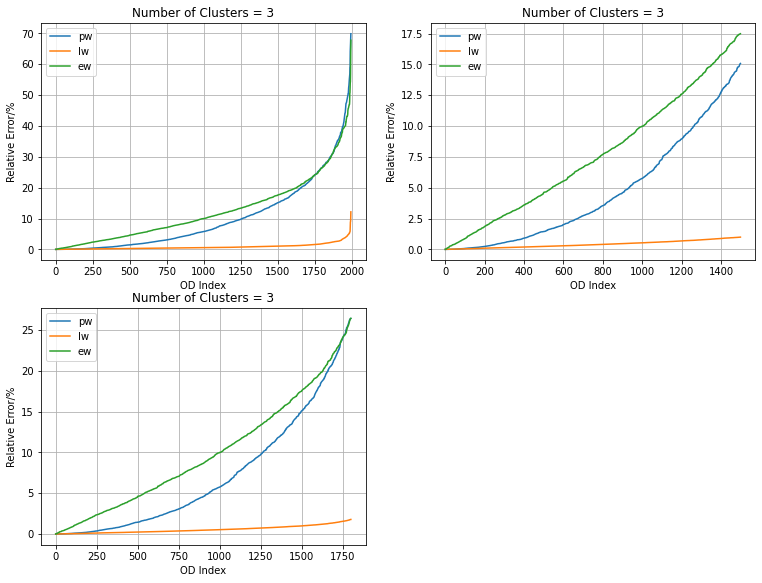 Number of Clusters = 3
pw
lw
ew
Relative Error/%
70
60
50
40
30
20
10
0
0 250 500 750 1000 1250 1500 1750 2000
OD Index
Number of Clusters = 3
pw
lw
ew
Relative Error/%
17.5
15.0
12.5
10.0
7.5
5.0
2.5
0.0
0 200 400 600 800 1000 1200 1400
OD Index
Number of Clusters = 3
pw
lw
ew
Relative Error/%
25
20
15
10
5
0
0 250 500 750 1000 1250 1500 1750
OD Index